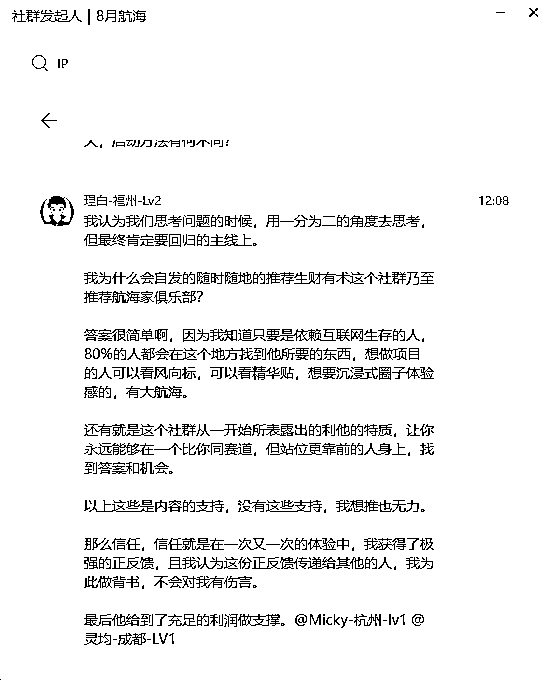 社群发起人 | 8月航海
IP
理白-福州-Lv2
12:08
我认为我们思考问题的时候，用一分为二的角度去思考，
但最终肯定要回归的主线上。
我为什么会自发的随时随地的推荐生财有术这个社群乃至
推荐航海家俱乐部？
答案很简单啊，因为我知道只要是依赖互联网生存的人，
80%的人都会在这个地方找到他所要的东西，想做项目
的人可以看风向标，可以看精华贴，想要沉浸式圈子体验
感的，有大航海。
还有就是这个社群从一开始所表露出的利他的特质，让你
永远能够在一个比你同赛道，但站位更靠前的人身上，找
到答案和机会。
以上这些是内容的支持，没有这些支持，我想推也无力。
那么信任，信任就是在一次又一次的体验中，我获得了极
强的正反馈，且我认为这份正反馈传递给其他的人，我为
此做背书，不会对我有伤害。
最后他给到了充足的利润做支撑。@Micky-杭州-lv1 @
灵均-成都-LV1